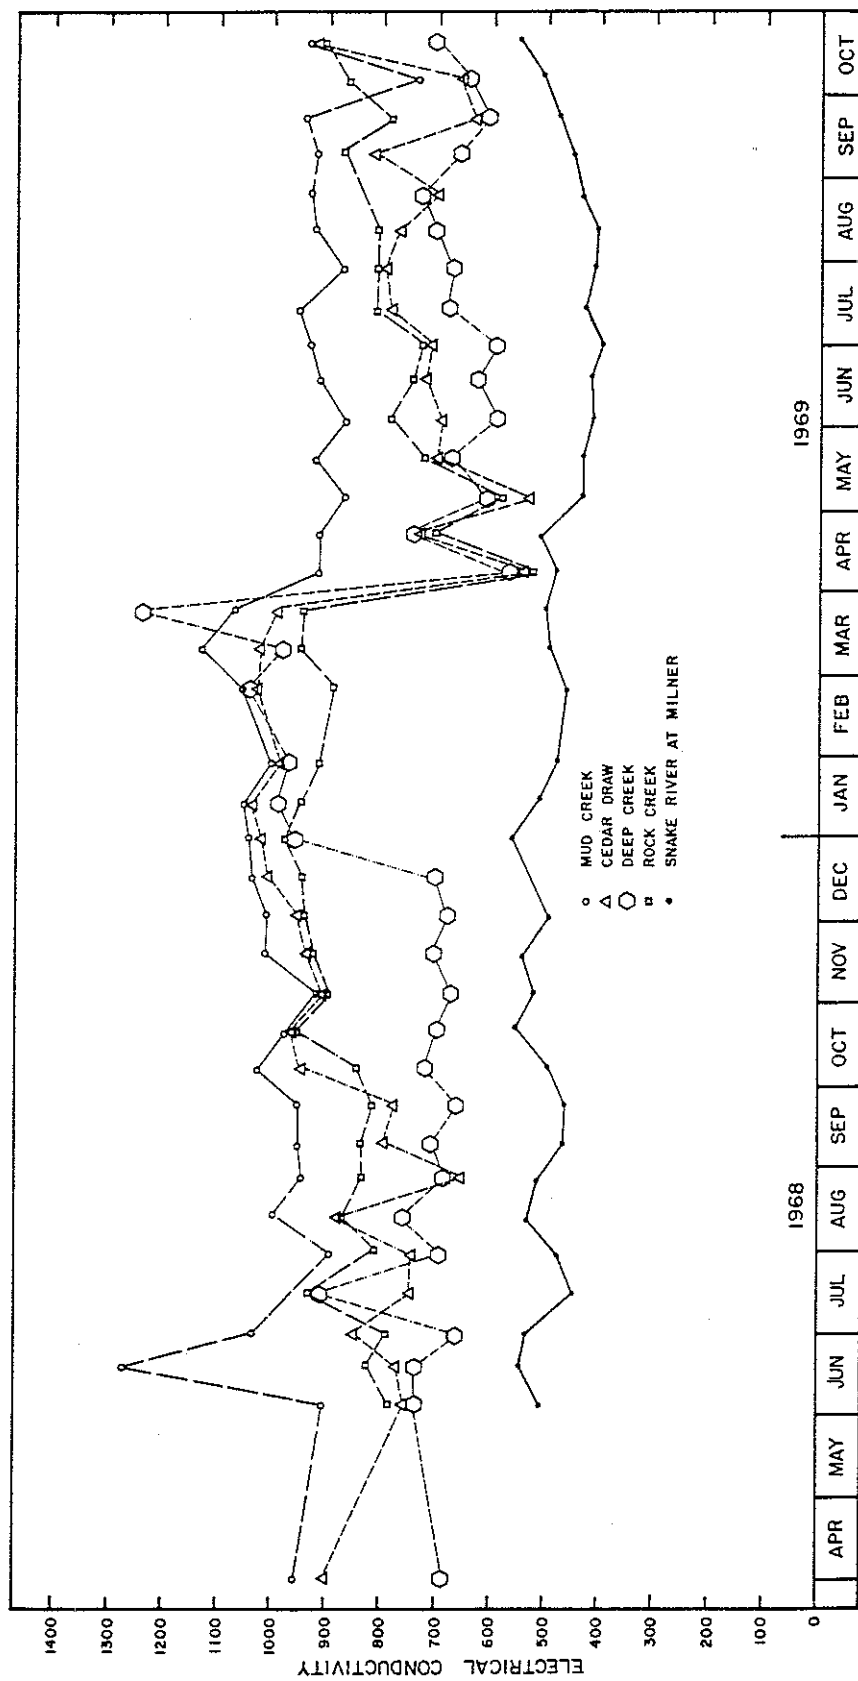 ELECTRICAL CONDUCTIVITY
1400
1300
1200
1100
1000
900
800
700
600
500
400
300
200
100
0
MUD CREEK
CEDAR DRAW
DEEP CREEK
ROCK CREEK
SNAKE RIVER AT MILNER
1968
1969
APR MAY JUN JUL AUG SEP OCT NOV DEC JAN FEB MAR APR MAY JUN JUL AUG SEP OCT